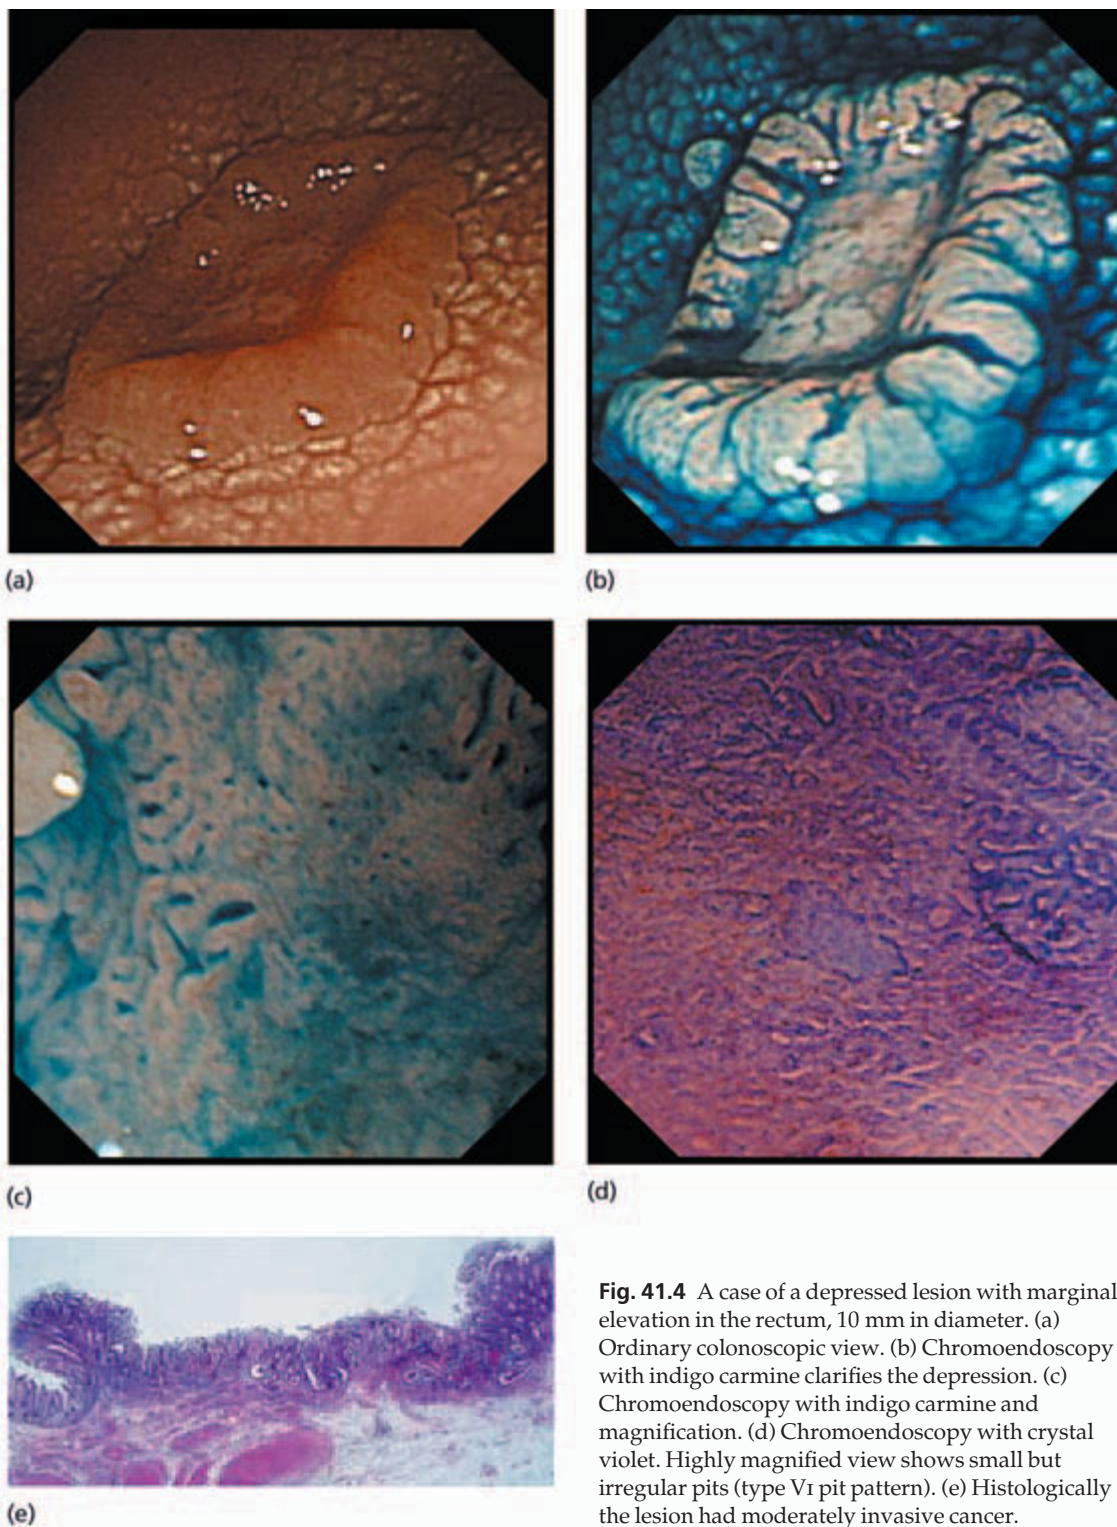 (a)
(b)
(c)
(d)
(e)
Fig. 41.4 A case of a depressed lesion with marginal
elevation in the rectum, 10 mm in diameter. (a)
Ordinary colonoscopic view. (b) Chromoendoscopy
with indigo carmine clarifies the depression. (c)
Chromoendoscopy with indigo carmine and
magnification. (d) Chromoendoscopy with crystal
violet. Highly magnified view shows small but
irregular pits (type VI pit pattern). (e) Histologically
the lesion had moderately invasive cancer.